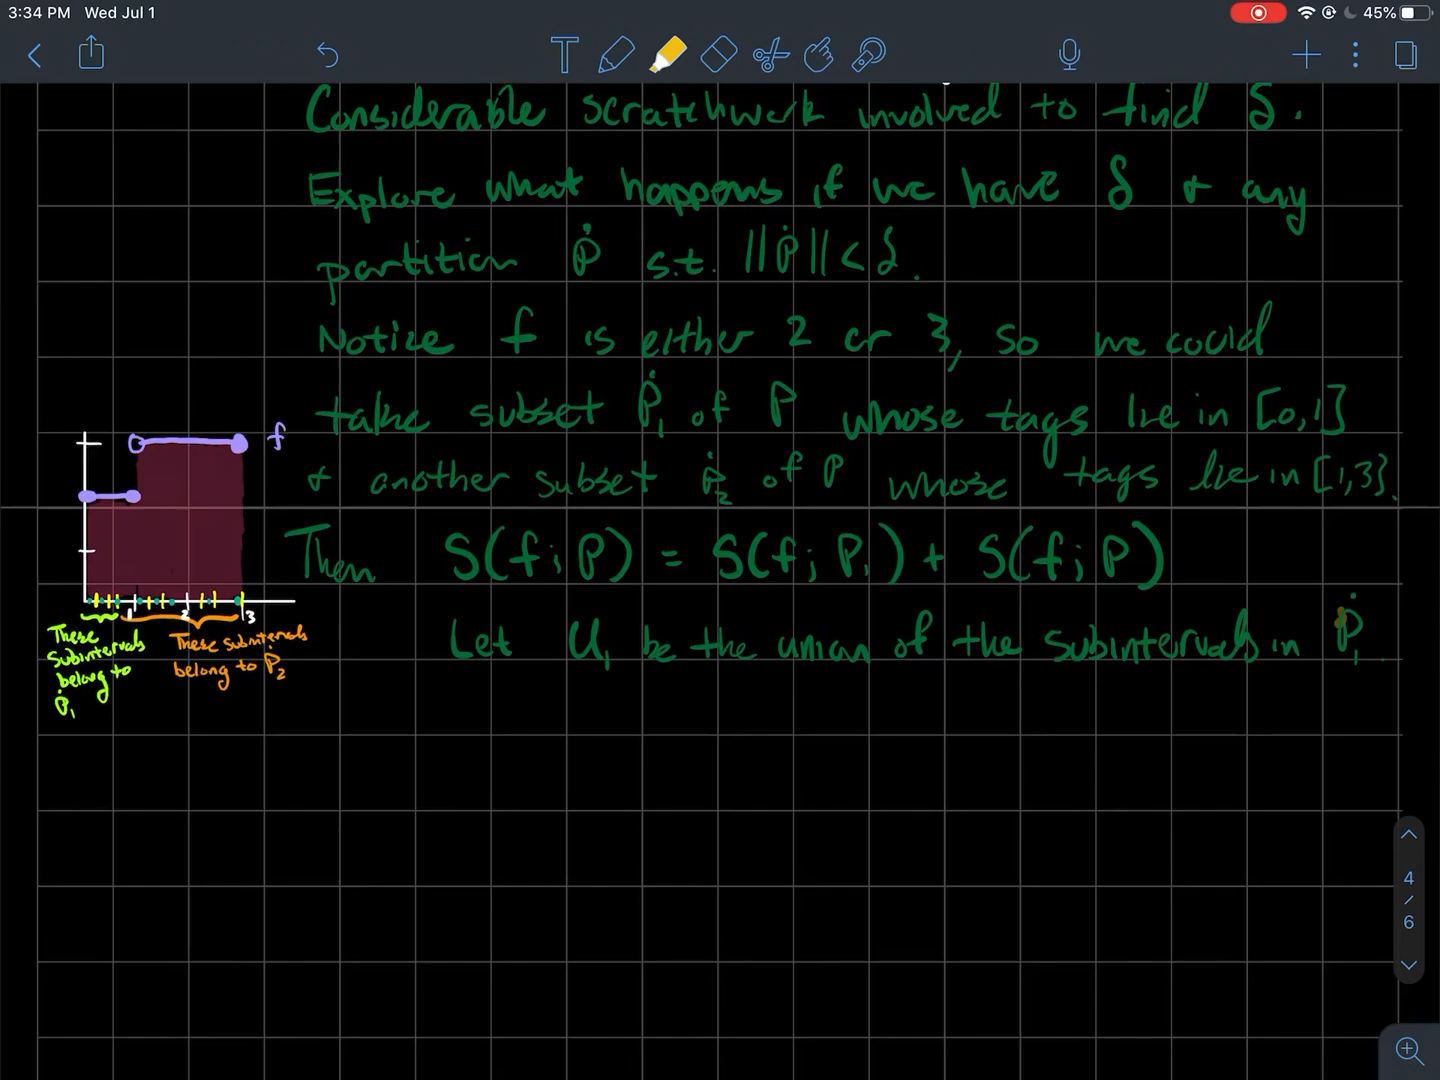 3:34 PM Wed Jul 1
45%
Considerable scratchwork involved to find δ.
Explore what happens if we have δ & any
partition Ṗ s.t. ||Ṗ|| < δ.
Notice f is either 2 or 3, so we could
take subset Ṗ₁ of P whose tags lie in [0,1]
& another subset Ṗ₂ of P whose tags lie in [1,3].
Then S(f;P) = S(f;P₁) + S(f;P)
Let U₁ be the union of the subintervals in Ṗ₁.
f
1 2 3
These
subintervals
belong to
Ṗ₁
These subintervals
belong to Ṗ₂
4
/
6